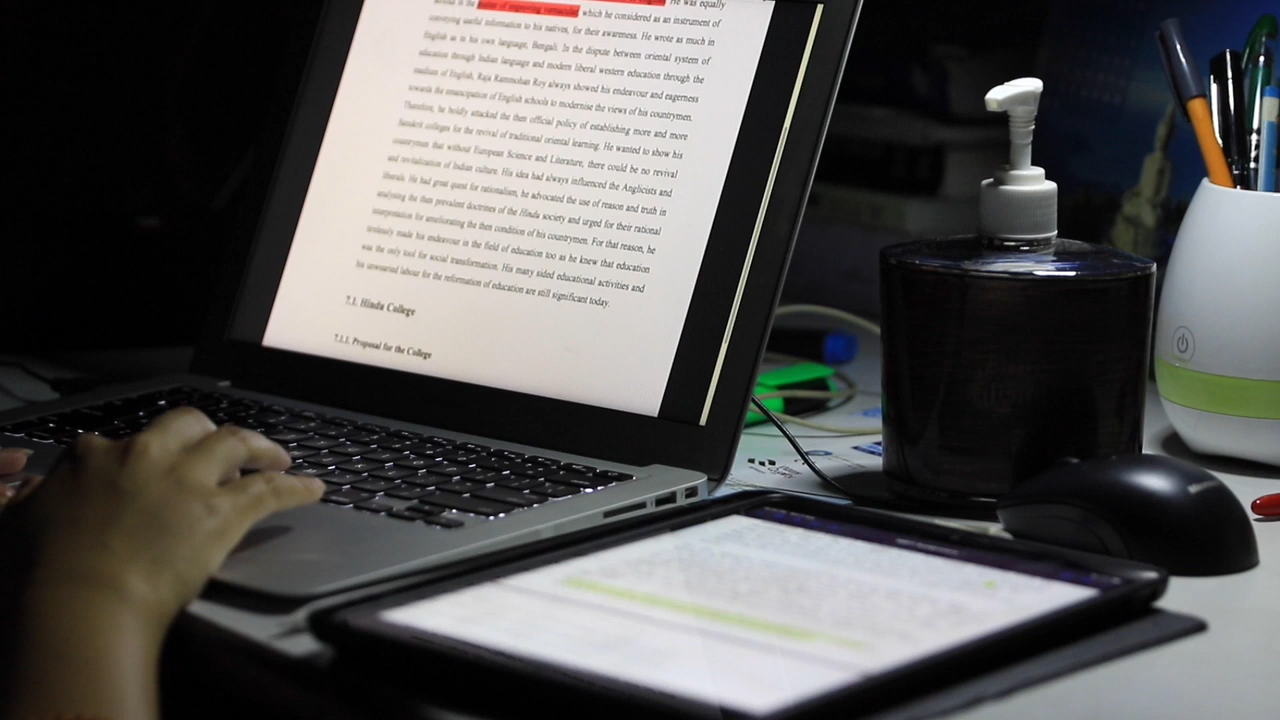 He was equally
matter of improving vernacular, which he considered as an instrument of
conveying useful information to his natives, for their awareness. He wrote as much in
English as in his own language, Bengali. In the dispute between oriental system of
education through Indian language and modern liberal western education through the
medium of English, Raja Rammohan Roy always showed his endeavour and eagerness
towards the emancipation of English schools to modernise the views of his countrymen.
Therefore, he boldly attacked the then official policy of establishing more and more
Sanskrit colleges for the revival of traditional oriental learning. He wanted to show his
countryman that without European Science and Literature, there could be no revival
and revitalization of Indian culture. His idea had always influenced the Anglicists and
liberals. He had great quest for rationalism, he advocated the use of reason and truth in
analysing the then prevalent doctrines of the Hindu society and urged for their rational
interpretation for ameliorating the then condition of his countrymen. For that reason, he
tirelessly made his endeavour in the field of education too as he knew that education
was the only tool for social transformation. His many sided educational activities and
his unwearied labour for the reformation of education are still significant today.
7.1. Hindu College
7.1.1. Proposal for the College